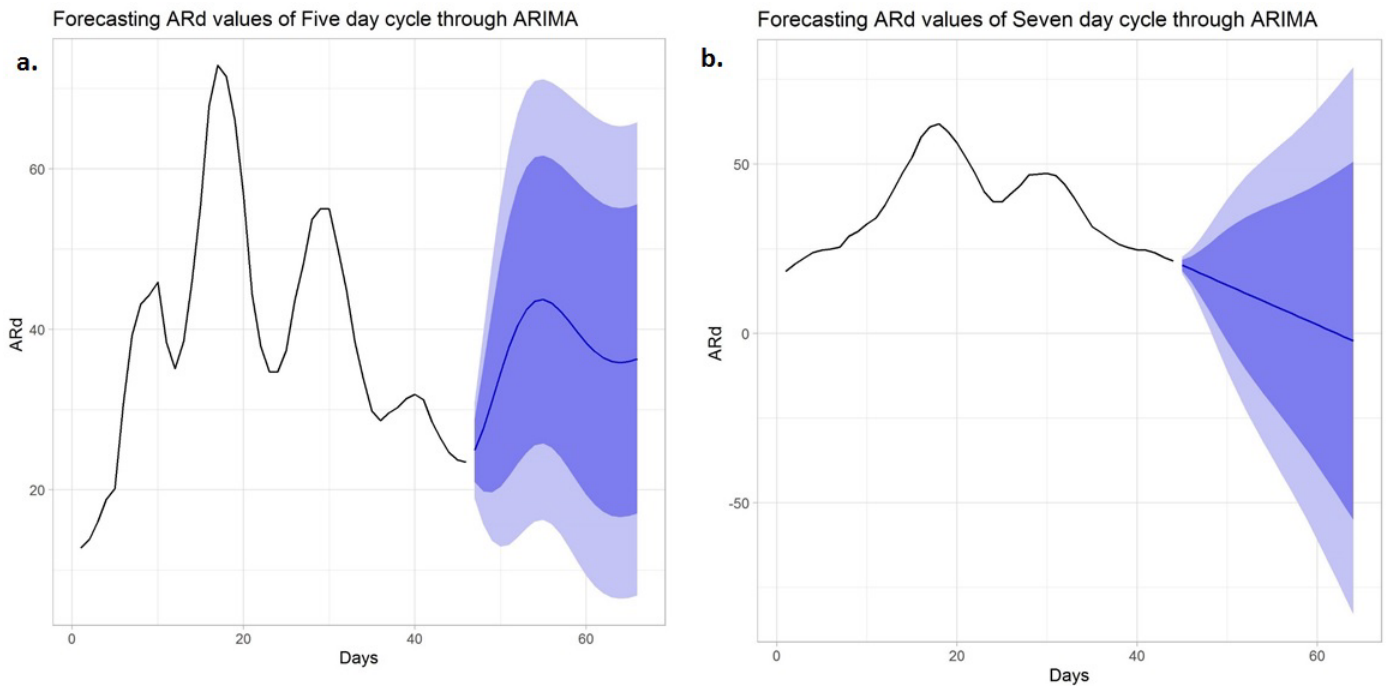 Forecasting ARd values of Five day cycle through ARIMA
a.
60
40
20
ARd
0 20 40 60
Days
Forecasting ARd values of Seven day cycle through ARIMA
b.
50
0
-50
ARd
0 20 40 60
Days